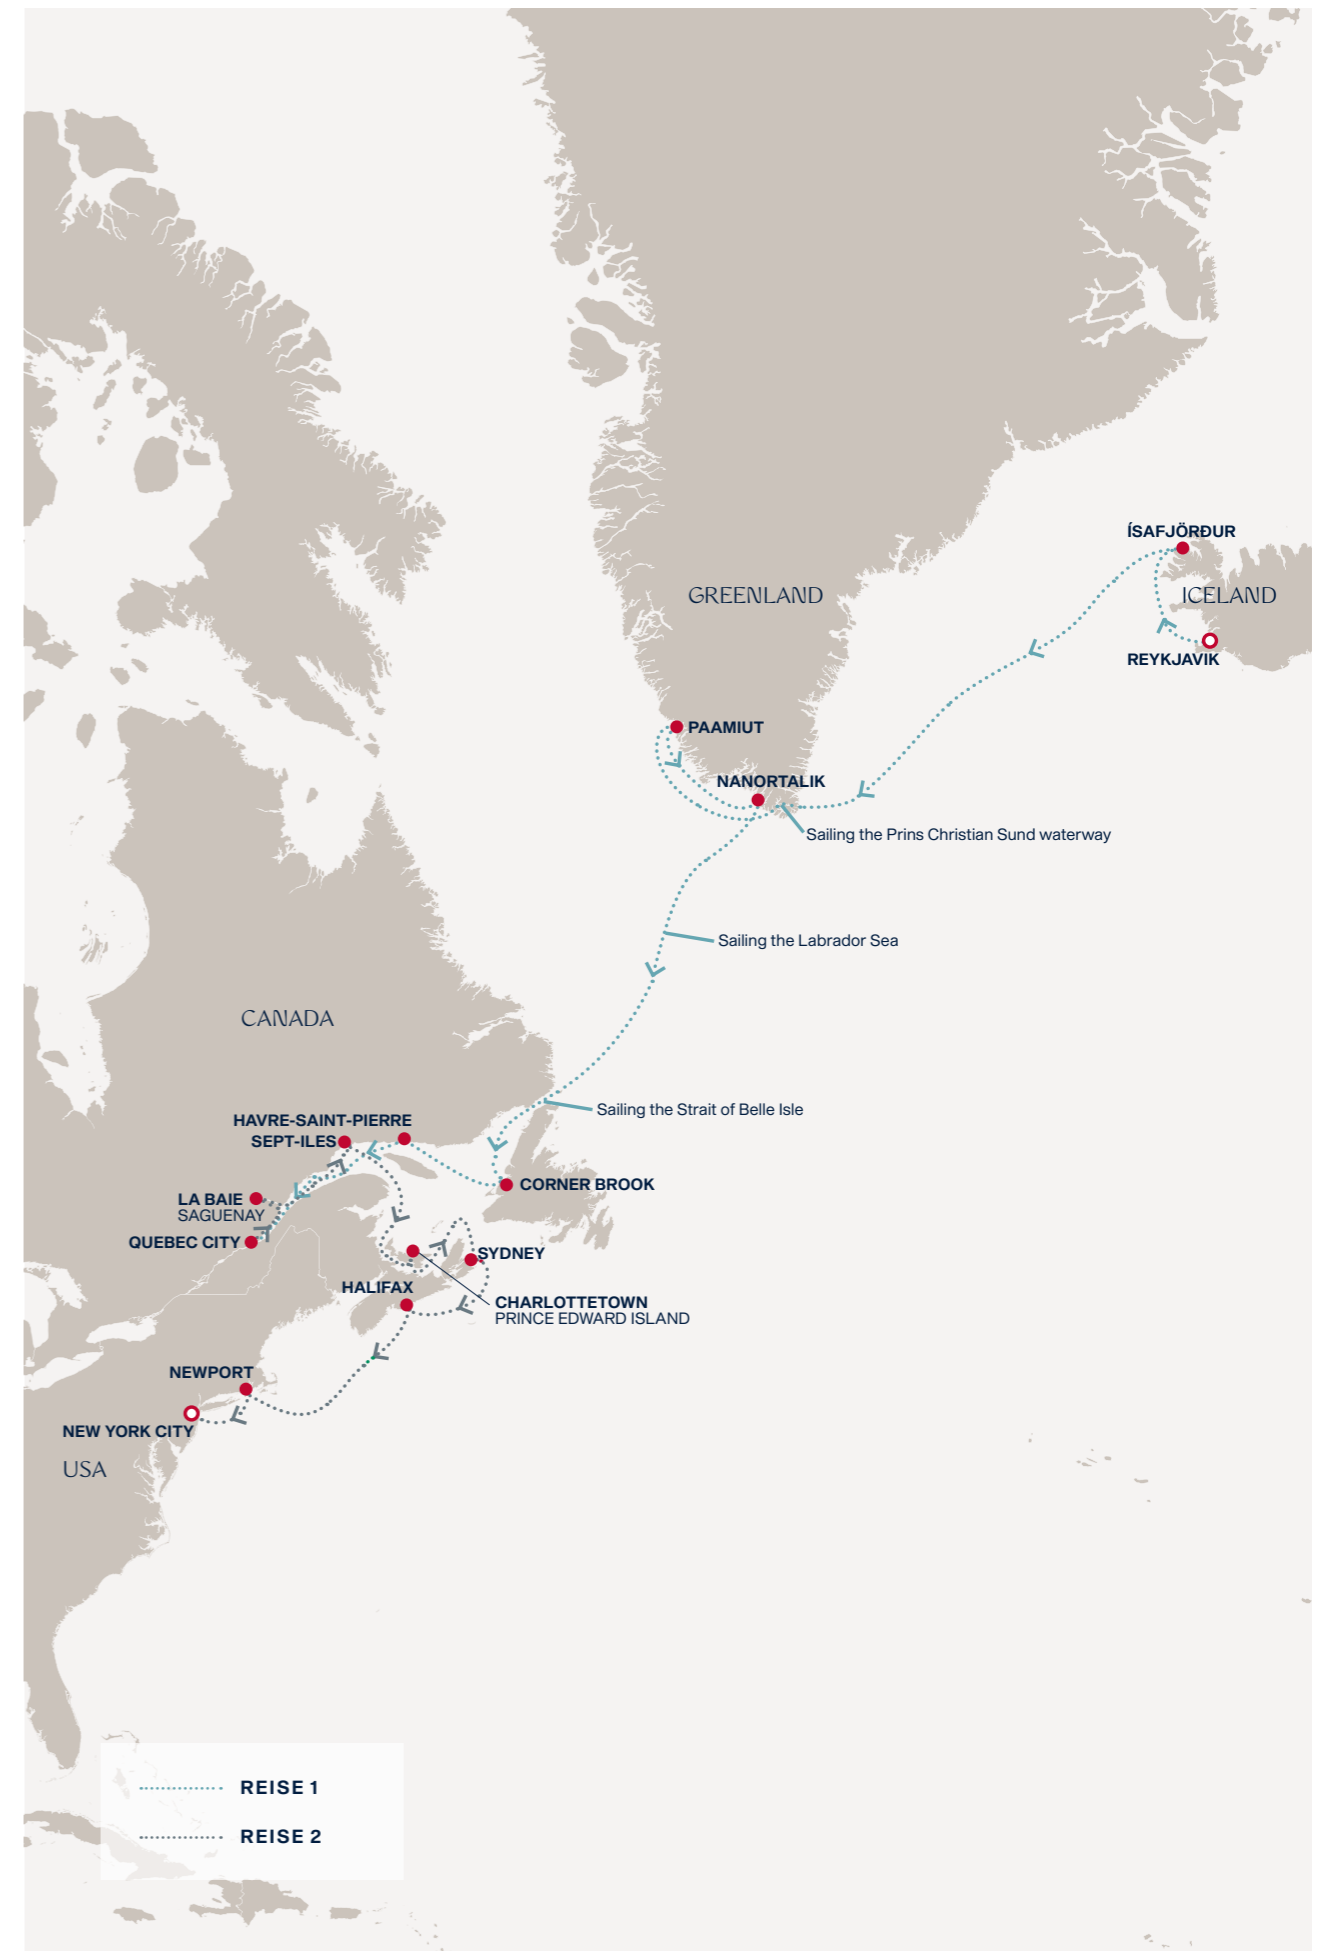 ÍSAFJÖRÐUR
GREENLAND
ICELAND
REYKJAVIK
PAAMIUT
NANORTALIK
Sailing the Prins Christian Sund waterway
Sailing the Labrador Sea
CANADA
Sailing the Strait of Belle Isle
HAVRE-SAINT-PIERRE
SEPT-ILES
CORNER BROOK
LA BAIE
SAGUENAY
QUEBEC CITY
SYDNEY
HALIFAX
CHARLOTTETOWN
PRINCE EDWARD ISLAND
NEWPORT
NEW YORK CITY
USA
REISE 1
REISE 2